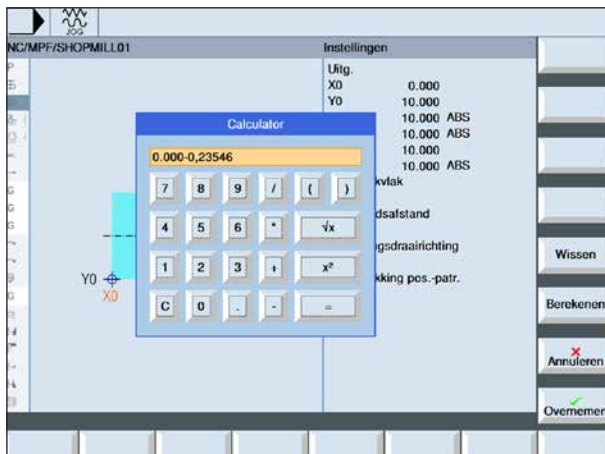 JOG
NC/MPF/SHOPMILL01
Instellingen
Uitg.
X0 0.000
Y0 10.000
10.000 ABS
10.000 ABS
10.000
10.000 ABS
Calculator
0.000-0,23546
7 8 9 / ( )
4 5 6 * √x
1 2 3 + x²
C 0 . - =
kvlak
dsafstand
gsdraairichting
kking pos.-patr.
Y0
X0
Wissen
Berekenen
Annuleren
Overnemen